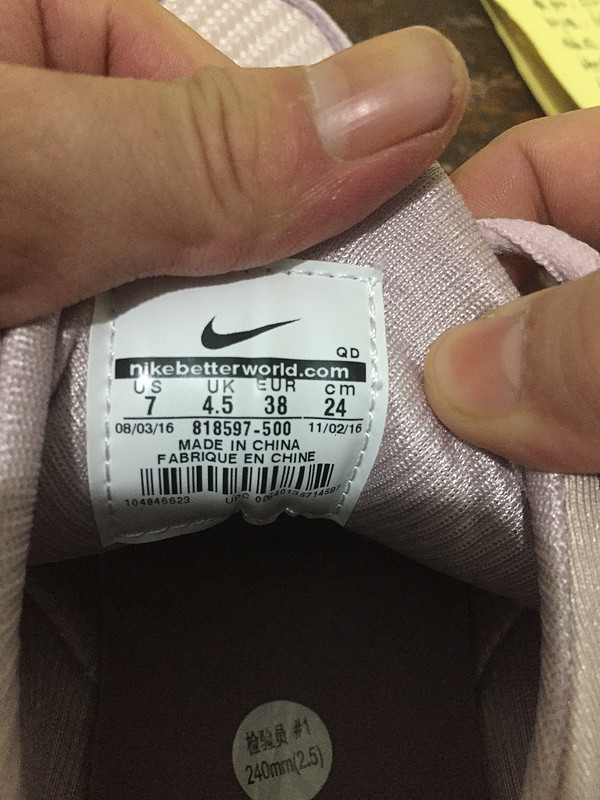 QD
nikebetterworld.com
US UK EUR cm
7 4.5 38 24
08/03/16 818597-500 11/02/16
MADE IN CHINA
FABRIQUE EN CHINE
104846623 UPC
检验员 #1
240mm(2.5)